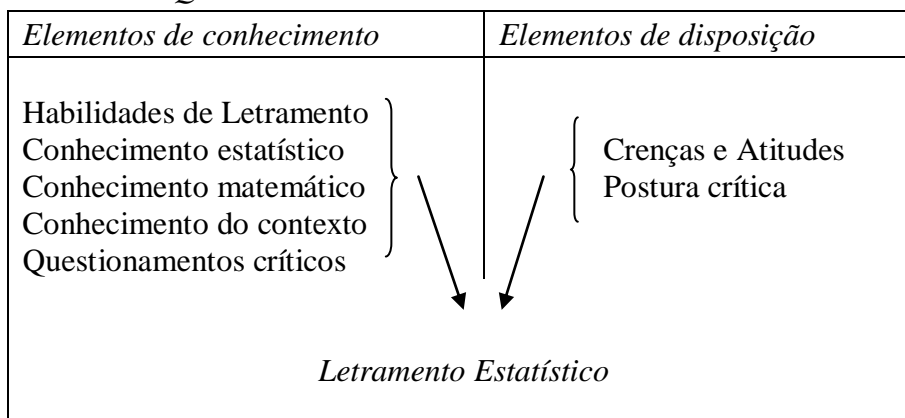 Elementos de conhecimento
Elementos de disposição
Habilidades de Letramento
Conhecimento estatístico
Conhecimento matemático
Conhecimento do contexto
Questionamentos críticos
Crenças e Atitudes
Postura crítica
Letramento Estatístico